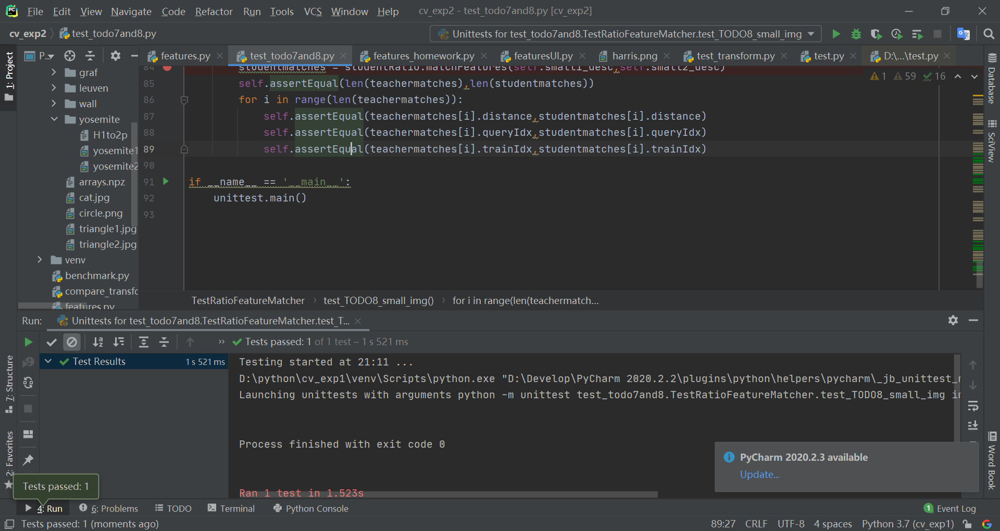 File Edit View Navigate Code Refactor Run Tools VCS Window Help cv_exp2 - test_todo7and8.py [cv_exp2]
cv_exp2 test_todo7and8.py Unittests for test_todo7and8.TestRatioFeatureMatcher.test_TODO8_small_img
P... features.py test_todo7and8.py features_homework.py featuresUI.py harris.png test_transform.py test.py D:\...\test.py
1: Project
graf
leuven
wall
yosemite
H1to2p
yosemite1
yosemite2
arrays.npz
cat.jpg
circle.png
triangle1.jpg
triangle2.jpg
venv
benchmark.py
compare_transfo
features.py
84 studentmatches = studentRatio.matchFeatures(self.small1_desc,self.small2_desc)
1 59 16
85 self.assertEqual(len(teachermatches),len(studentmatches))
86 for i in range(len(teachermatches)):
87 self.assertEqual(teachermatches[i].distance,studentmatches[i].distance)
88 self.assertEqual(teachermatches[i].queryIdx,studentmatches[i].queryIdx)
89 self.assertEqual(teachermatches[i].trainIdx,studentmatches[i].trainIdx)
90
91 if __name__ == '__main__':
92 unittest.main()
93
TestRatioFeatureMatcher test_TODO8_small_img() for i in range(len(teachermatch...
Database
SciView
Word Book
Run: Unittests for test_todo7and8.TestRatioFeatureMatcher.test_T...
Tests passed: 1 of 1 test – 1 s 521 ms
Test Results 1 s 521 ms
Testing started at 21:11 ...
D:\python\cv_exp1\venv\Scripts\python.exe "D:\Develop\PyCharm 2020.2.2\plugins\python\helpers\pycharm\_jb_unittest_r
Launching unittests with arguments python -m unittest test_todo7and8.TestRatioFeatureMatcher.test_TODO8_small_img in
Process finished with exit code 0
Ran 1 test in 1.523s
7: Structure
2: Favorites
PyCharm 2020.2.3 available
Update...
Tests passed: 1
4: Run 6: Problems TODO Terminal Python Console 1 Event Log
Tests passed: 1 (moments ago) 89:27 CRLF UTF-8 4 spaces Python 3.7 (cv_exp1)